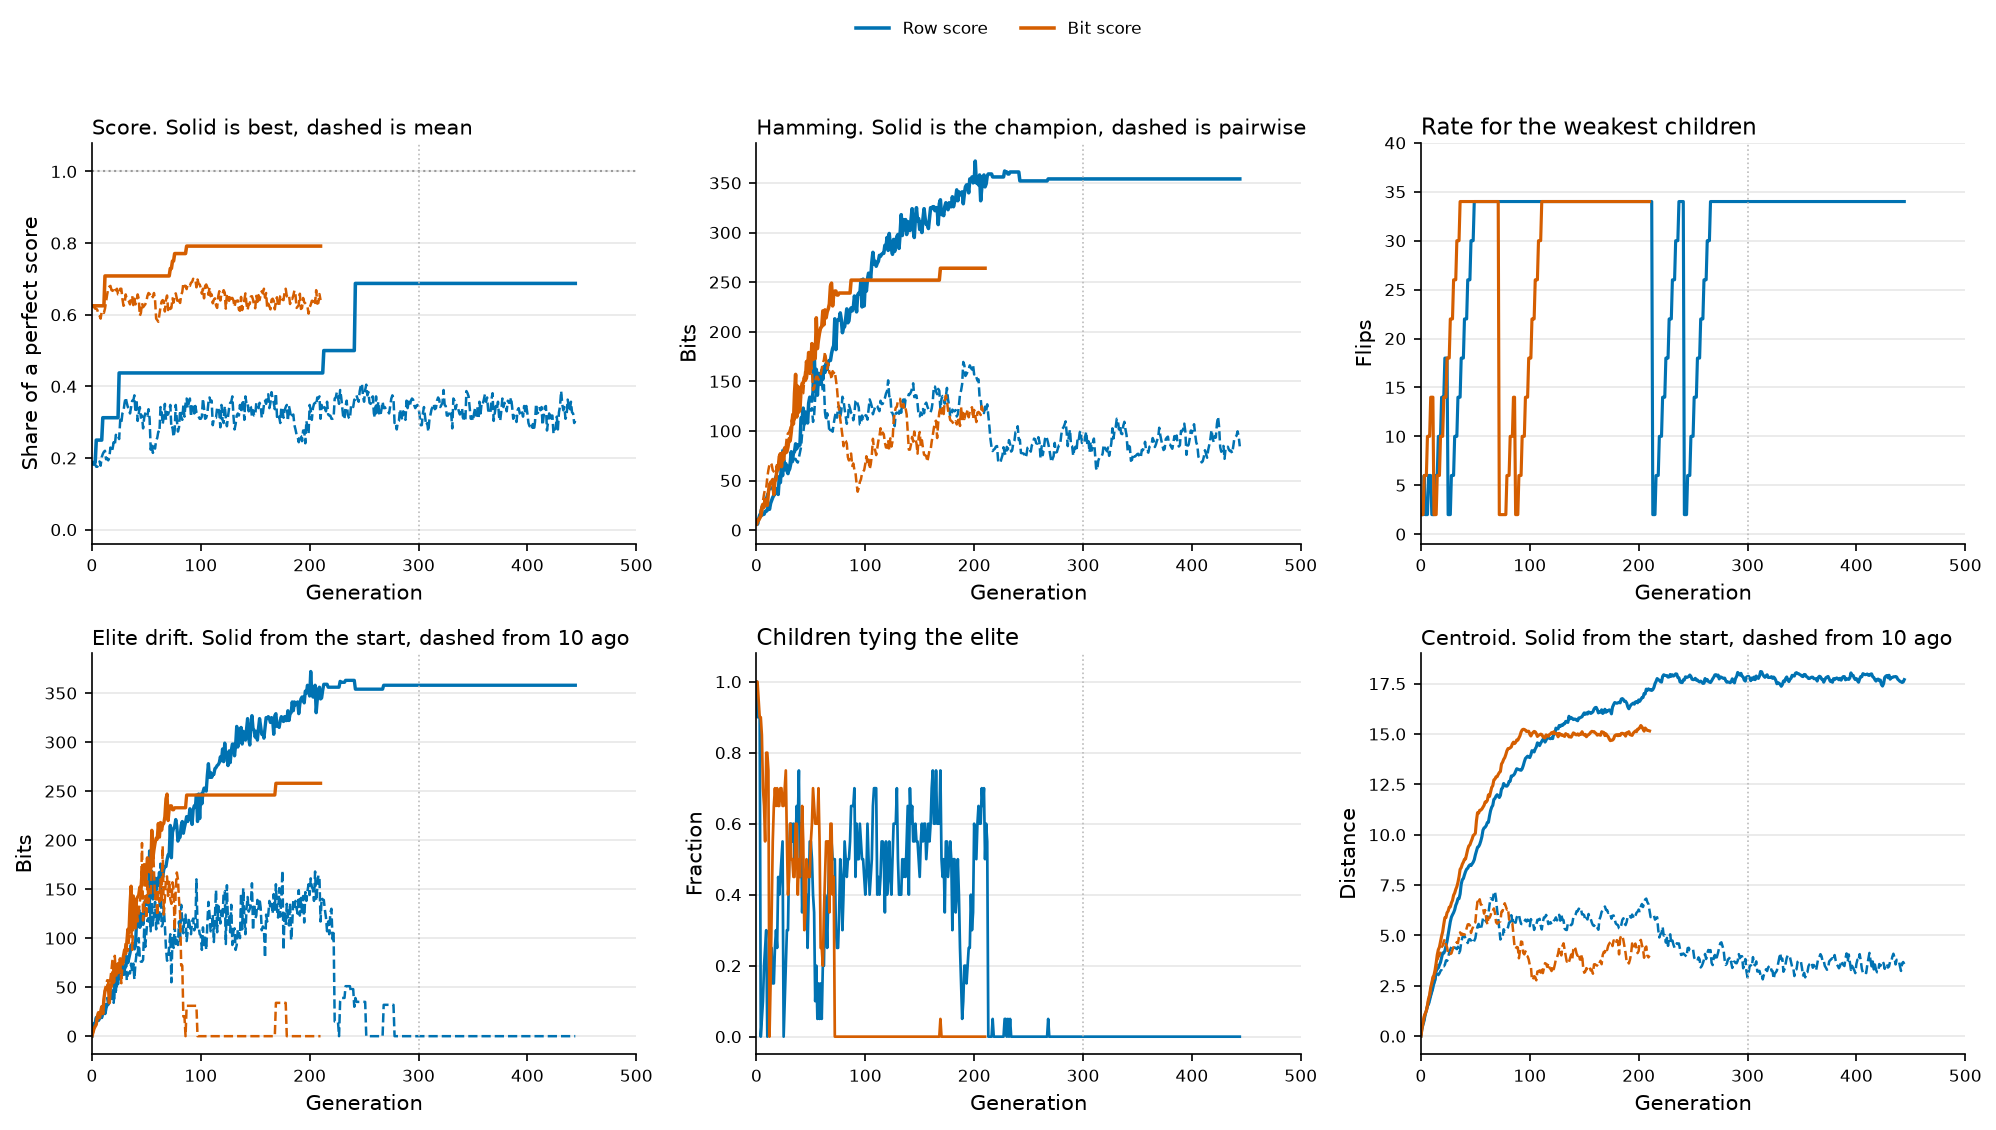 Row score
Bit score
Score. Solid is best, dashed is mean
Share of a perfect score
1.0
0.8
0.6
0.4
0.2
0.0
0 100 200 300 400 500
Generation
Hamming. Solid is the champion, dashed is pairwise
Bits
350
300
250
200
150
100
50
0
0 100 200 300 400 500
Generation
Rate for the weakest children
Flips
40
35
30
25
20
15
10
5
0
0 100 200 300 400 500
Generation
Elite drift. Solid from the start, dashed from 10 ago
Bits
350
300
250
200
150
100
50
0
0 100 200 300 400 500
Generation
Children tying the elite
Fraction
1.0
0.8
0.6
0.4
0.2
0.0
0 100 200 300 400 500
Generation
Centroid. Solid from the start, dashed from 10 ago
Distance
17.5
15.0
12.5
10.0
7.5
5.0
2.5
0.0
0 100 200 300 400 500
Generation